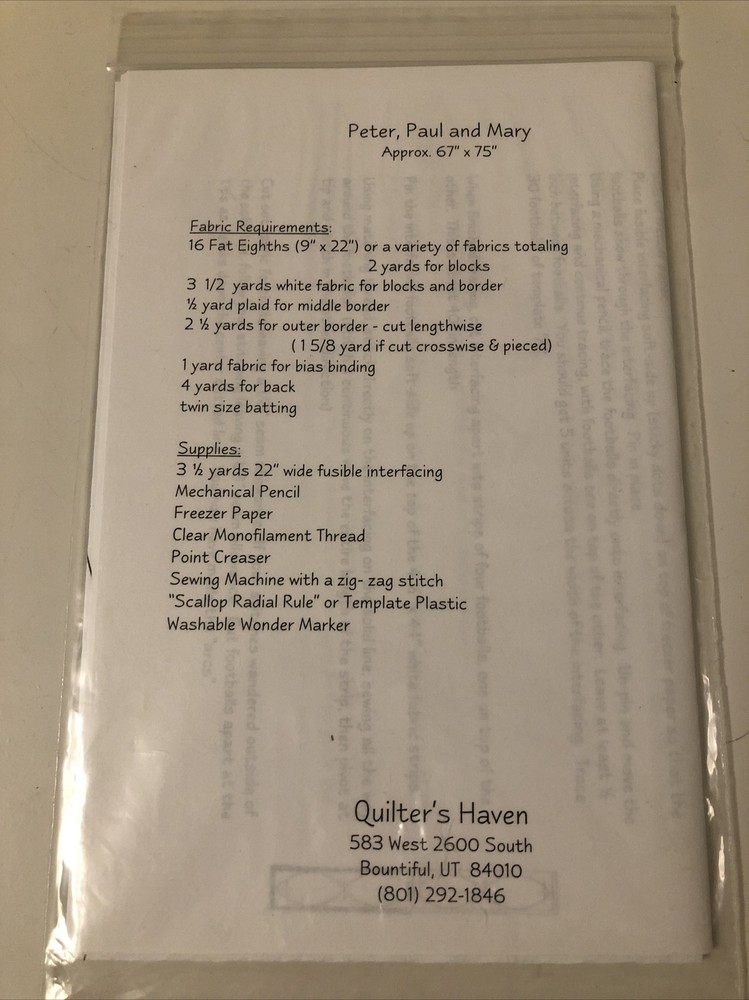 Peter, Paul and Mary
Approx. 67" x 75"
Fabric Requirements:
16 Fat Eighths (9" x 22") or a variety of fabrics totaling
2 yards for blocks
3 1/2 yards white fabric for blocks and border
½ yard plaid for middle border
2 ½ yards for outer border - cut lengthwise
( 1 5/8 yard if cut crosswise & pieced)
1 yard fabric for bias binding
4 yards for back
twin size batting
Supplies:
3 ½ yards 22" wide fusible interfacing
Mechanical Pencil
Freezer Paper
Clear Monofilament Thread
Point Creaser
Sewing Machine with a zig- zag stitch
"Scallop Radial Rule" or Template Plastic
Washable Wonder Marker
Quilter's Haven
583 West 2600 South
Bountiful, UT 84010
(801) 292-1846